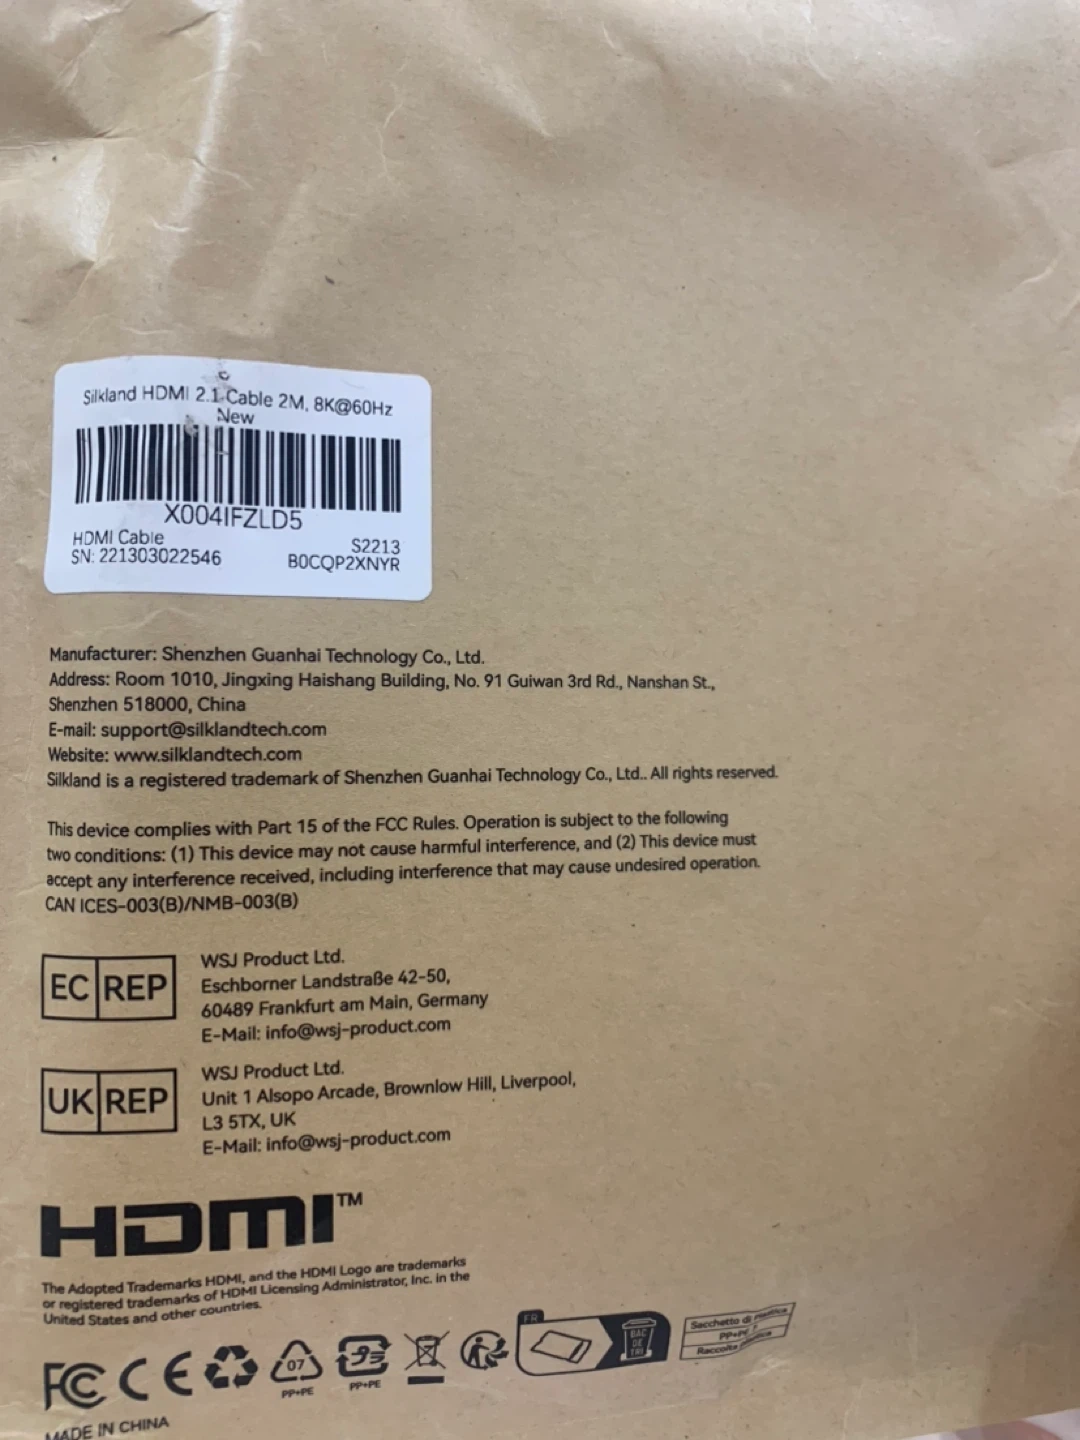 Silkland HDMI 2.1 Cable 2M, 8K@60Hz
New
X004IFZLD5
HDMI Cable
S2213
SN: 221303022546
B0CQP2XNYR
Manufacturer: Shenzhen Guanhai Technology Co., Ltd.
Address: Room 1010, Jingxing Haishang Building, No. 91 Guiwan 3rd Rd., Nanshan St.,
Shenzhen 518000, China
E-mail: support@silklandtech.com
Website: www.silklandtech.com
Silkland is a registered trademark of Shenzhen Guanhai Technology Co., Ltd.. All rights reserved.
This device complies with Part 15 of the FCC Rules. Operation is subject to the following
two conditions: (1) This device may not cause harmful interference, and (2) This device must
accept any interference received, including interference that may cause undesired operation.
CAN ICES-003(B)/NMB-003(B)
EC REP
WSJ Product Ltd.
Eschborner Landstraße 42-50,
60489 Frankfurt am Main, Germany
E-Mail: info@wsj-product.com
UK REP
WSJ Product Ltd.
Unit 1 Alsopo Arcade, Brownlow Hill, Liverpool,
L3 5TX, UK
E-Mail: info@wsj-product.com
HDMI™
The Adopted Trademarks HDMI, and the HDMI Logo are trademarks
or registered trademarks of HDMI Licensing Administrator, Inc. in the
United States and other countries.
FC CE
07
PP+PE
PP+PE
FR
BAC
DE
TRI
Sacchetto di plastica
Raccolta plastica
MADE IN CHINA